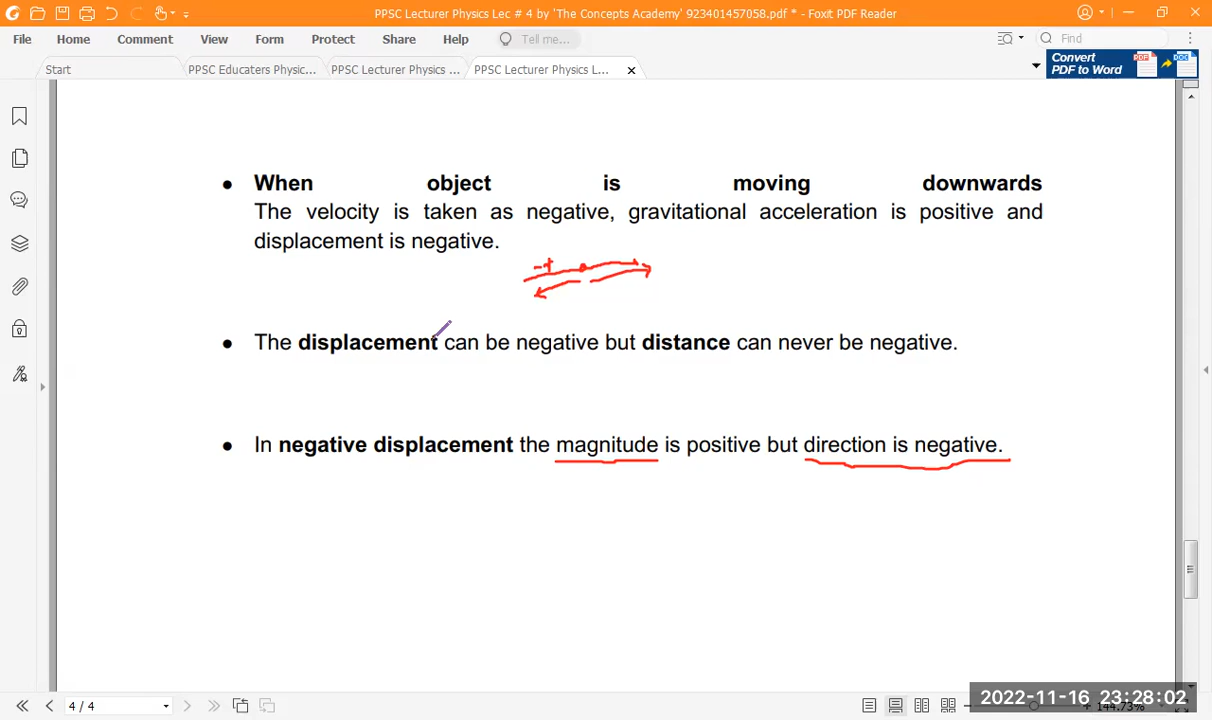 PPSC Lecturer Physics Lec # 4 by 'The Concepts Academy' 923401457058.pdf * - Foxit PDF Reader
File Home Comment View Form Protect Share Help Tell me... Find
Start PPSC Educaters Physic... PPSC Lecturer Physics ... PPSC Lecturer Physics L...
Convert
PDF to Word
● When object is moving downwards
The velocity is taken as negative, gravitational acceleration is positive and
displacement is negative.
● The displacement can be negative but distance can never be negative.
● In negative displacement the magnitude is positive but direction is negative.
4 / 4
2022-11-16 23:28:02
144.73%